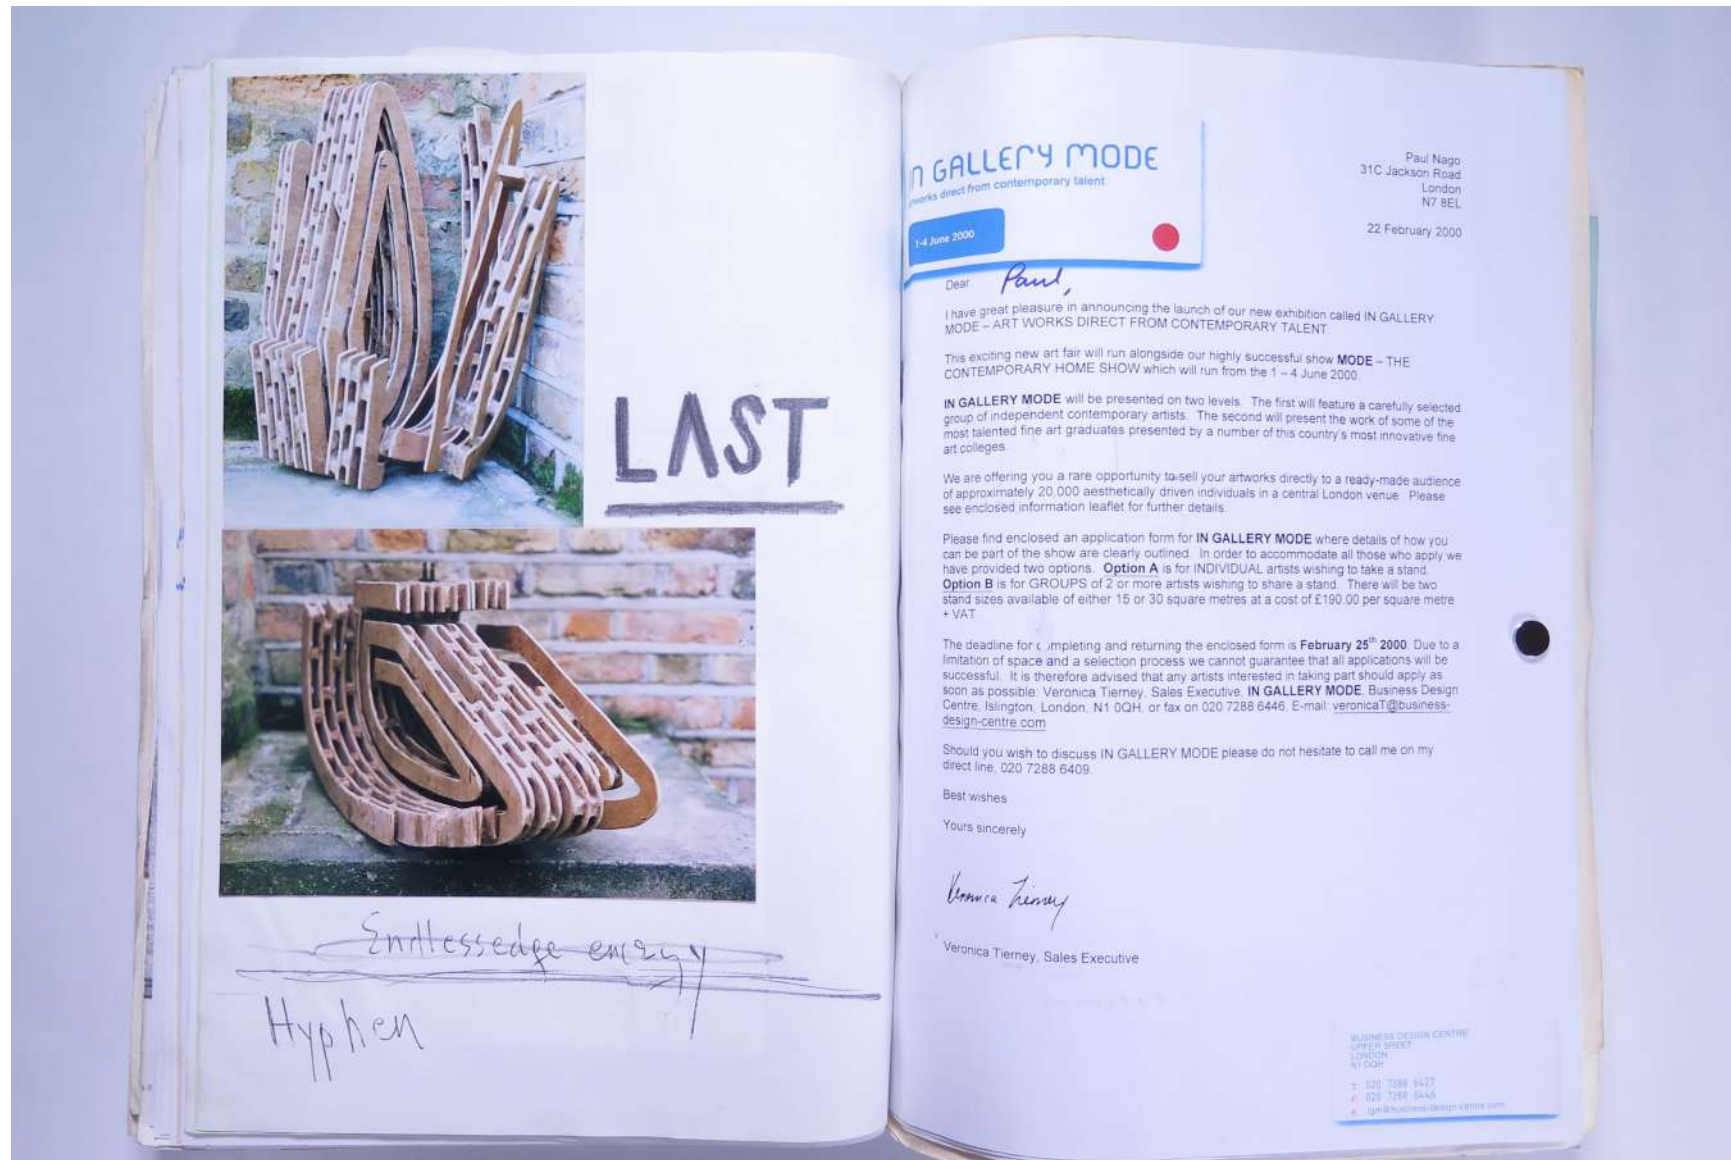 LAST
Endlessedge energy
Hyphen
IN GALLERY MODE
artworks direct from contemporary talent
1-4 June 2000
Paul Nago
31C Jackson Road
London
N7 8EL
22 February 2000
Dear Paul,
I have great pleasure in announcing the launch of our new exhibition called IN GALLERY
MODE – ART WORKS DIRECT FROM CONTEMPORARY TALENT.
This exciting new art fair will run alongside our highly successful show MODE – THE
CONTEMPORARY HOME SHOW which will run from the 1 – 4 June 2000.
IN GALLERY MODE will be presented on two levels. The first will feature a carefully selected
group of independent contemporary artists. The second will present the work of some of the
most talented fine art graduates presented by a number of this country's most innovative fine
art colleges.
We are offering you a rare opportunity to sell your artworks directly to a ready-made audience
of approximately 20,000 aesthetically driven individuals in a central London venue. Please
see enclosed information leaflet for further details.
Please find enclosed an application form for IN GALLERY MODE where details of how you
can be part of the show are clearly outlined. In order to accommodate all those who apply we
have provided two options. Option A is for INDIVIDUAL artists wishing to take a stand.
Option B is for GROUPS of 2 or more artists wishing to share a stand. There will be two
stand sizes available of either 15 or 30 square metres at a cost of £190.00 per square metre
+ VAT.
The deadline for completing and returning the enclosed form is February 25th 2000. Due to a
limitation of space and a selection process we cannot guarantee that all applications will be
successful. It is therefore advised that any artists interested in taking part should apply as
soon as possible: Veronica Tierney, Sales Executive, IN GALLERY MODE, Business Design
Centre, Islington, London, N1 0QH, or fax on 020 7288 6446. E-mail: veronicaT@business-
design-centre.com
Should you wish to discuss IN GALLERY MODE please do not hesitate to call me on my
direct line, 020 7288 6409.
Best wishes
Yours sincerely
Veronica Tierney
Veronica Tierney, Sales Executive
BUSINESS DESIGN CENTRE
UPPER SREET
LONDON
N1 0QH
T 020 7288 6427
F 020 7288 6446
e igm@business-design-centre.com